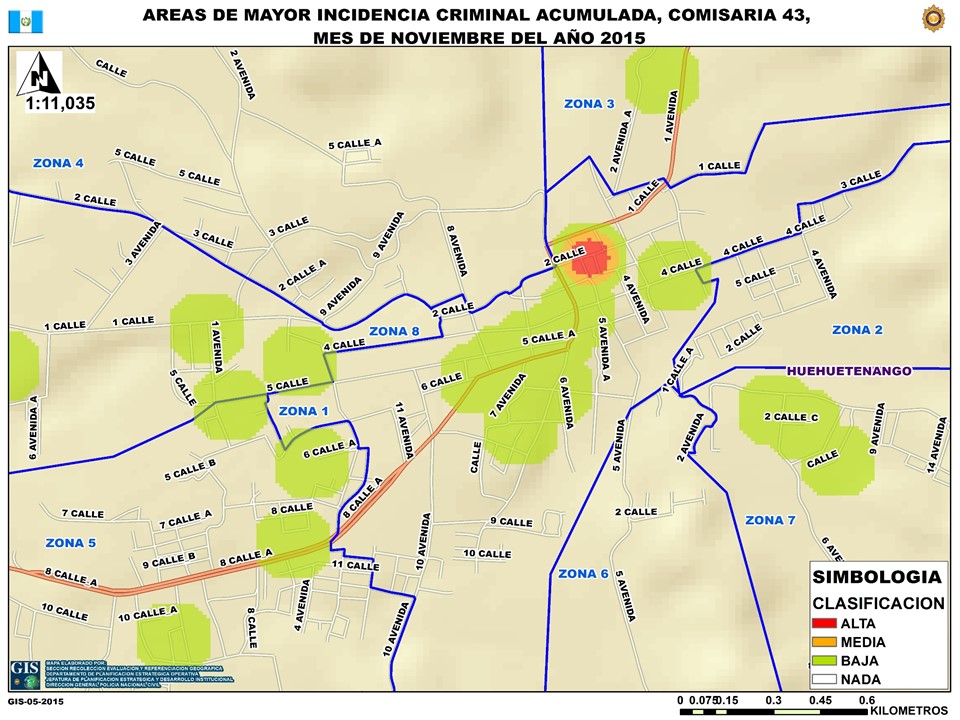 AREAS DE MAYOR INCIDENCIA CRIMINAL ACUMULADA, COMISARIA 43,
MES DE NOVIEMBRE DEL AÑO 2015
N
1:11,035
CALLE
2 AVENIDA
ZONA 3
2 AVENIDA A
1 AVENIDA
5 CALLE A
ZONA 4
5 CALLE
5 CALLE
1 CALLE
3 CALLE
2 CALLE
1 CALLE
3 AVENIDA
3 CALLE
3 CALLE
9 AVENIDA
8 AVENIDA
4 CALLE
4 CALLE
2 CALLE
4 CALLE
5 CALLE
4 AVENIDA
2 CALLE A
9 AVENIDA
4 AVENIDA
2 CALLE
1 CALLE
1 CALLE
1 AVENIDA
ZONA 8
4 CALLE
5 CALLE A
5 AVENIDA A
2 CALLE
ZONA 2
1 CALLE A
HUEHUETENANGO
5 CALLE
5 CALLE
6 CALLE
7 AVENIDA
6 AVENIDA
6 AVENIDA A
ZONA 1
11 AVENIDA
5 AVENIDA
2 AVENIDA
2 CALLE C
9 AVENIDA
14 AVENIDA
6 CALLE A
5 CALLE B
CALLE
CALLE
8 CALLE A
7 CALLE
7 CALLE A
8 CALLE
9 CALLE
2 CALLE
ZONA 7
ZONA 5
10 AVENIDA
10 CALLE
6 AVE
9 CALLE B
8 CALLE A
11 CALLE
8 CALLE A
ZONA 6
5 AVENIDA
10 CALLE
10 CALLE A
8 CALLE
4 AVENIDA
10 AVENIDA
SIMBOLOGIA
CLASIFICACION
ALTA
MEDIA
BAJA
NADA
GIS
MAPA ELABORADO POR:
SECCION RECOLECCION EVALUACION Y REFERENCIACION GEOGRAFICA
DEPARTAMENTO DE PLANIFICACION ESTRATEGICA OPERATIVA
JEFATURA DE PLANIFICACION ESTRATEGICA Y DESARROLLO INSTITUCIONAL
DIRECCION GENERAL POLICIA NACIONAL CIVIL
GIS-05-2015
0 0.075 0.15 0.3 0.45 0.6
KILOMETROS